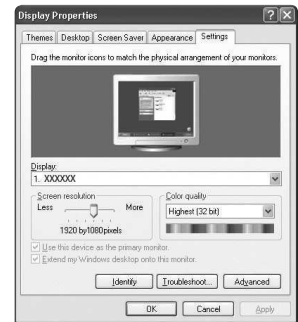 Display Properties
Themes Desktop Screen Saver Appearance Settings
Drag the monitor icons to match the physical arrangement of your monitors.
Display:
1. XXXXXX
Screen resolution
Less More
1920 by1080pixels
Color quality
Highest (32 bit)
Use this device as the primary monitor.
Extend my Windows desktop onto this monitor.
Identify Troubleshoot... Advanced
OK Cancel Apply